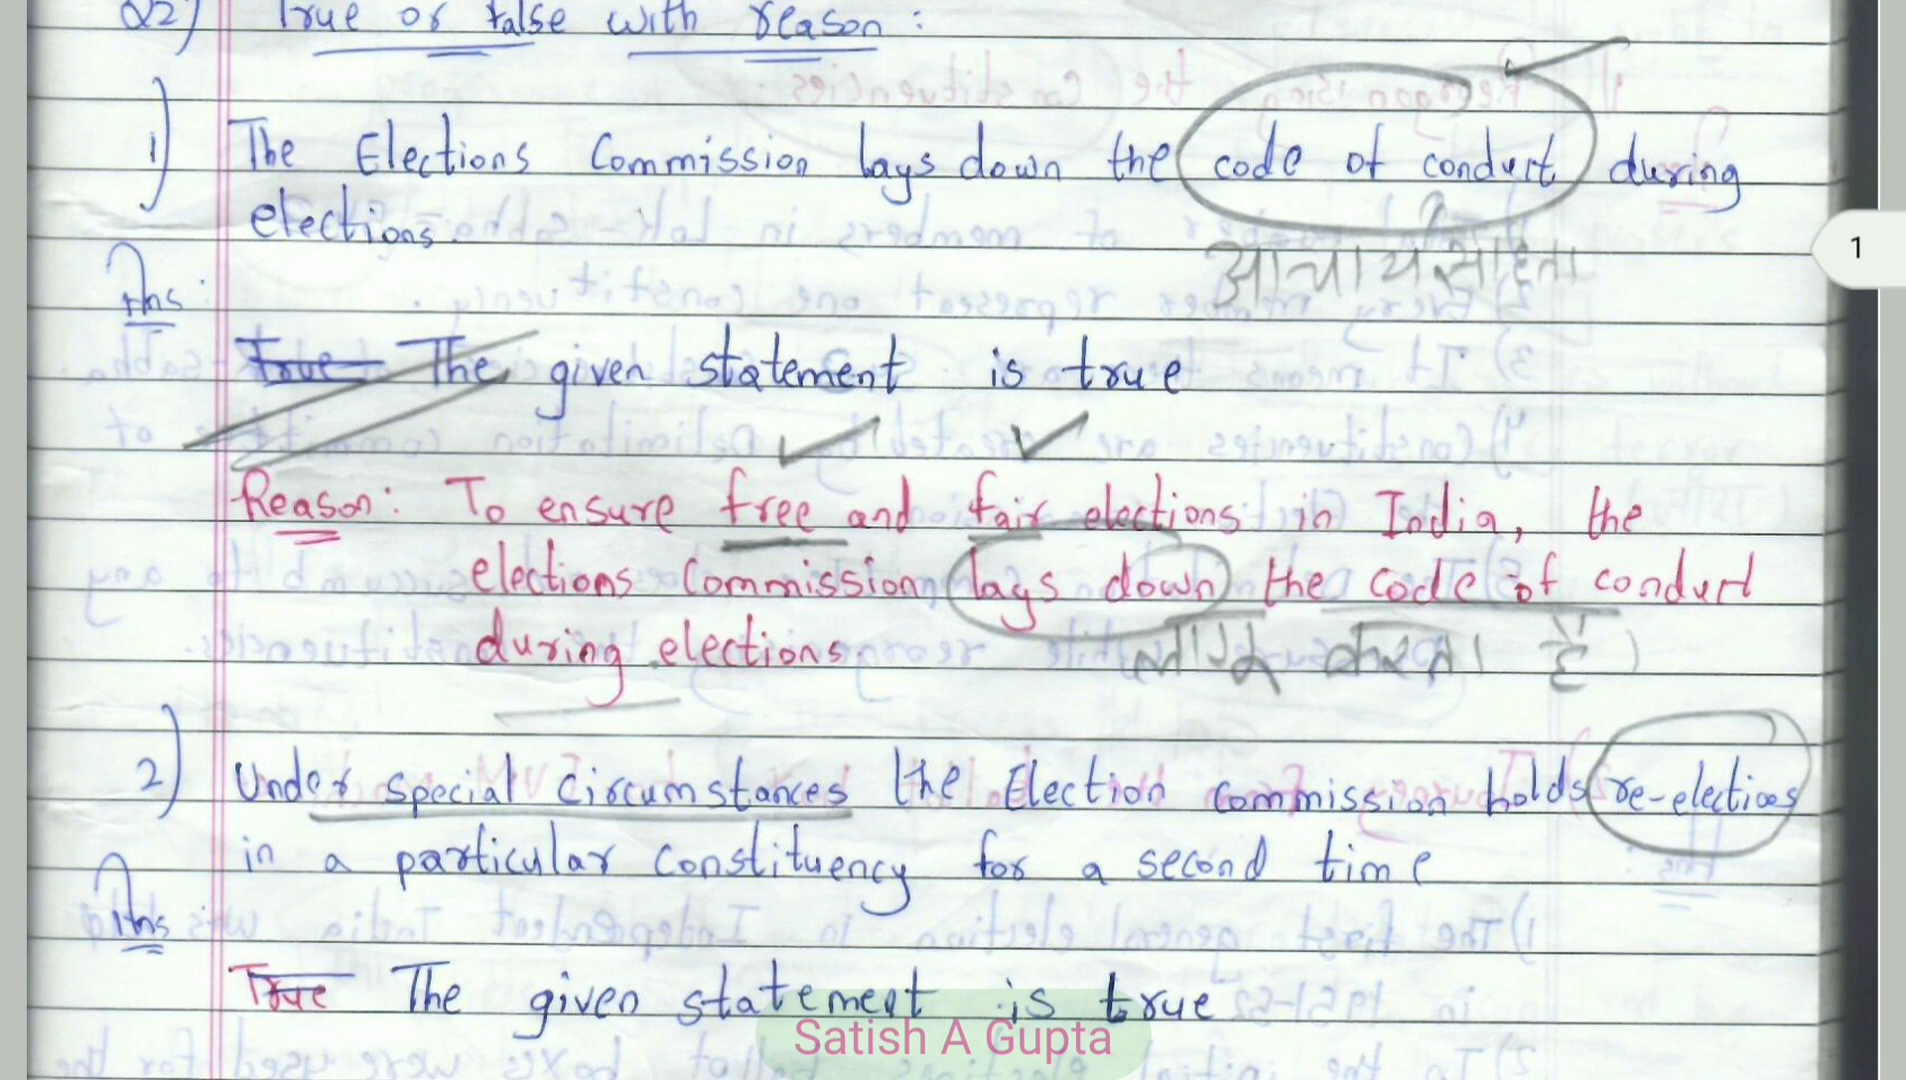 Q2) True or false with reason :
1) The Elections Commission lays down the code of conduct during
elections.
आचार्यसंहिता
Ans.
True The given statement is true
Reason: To ensure free and fair elections in India, the
elections Commission lays down the code of conduct
during elections
लागू करता है।
2) Under special circumstances the Election commission holds re-elections
in a particular constituency for a second time
Ans
True The given statement is true
Satish A Gupta
1